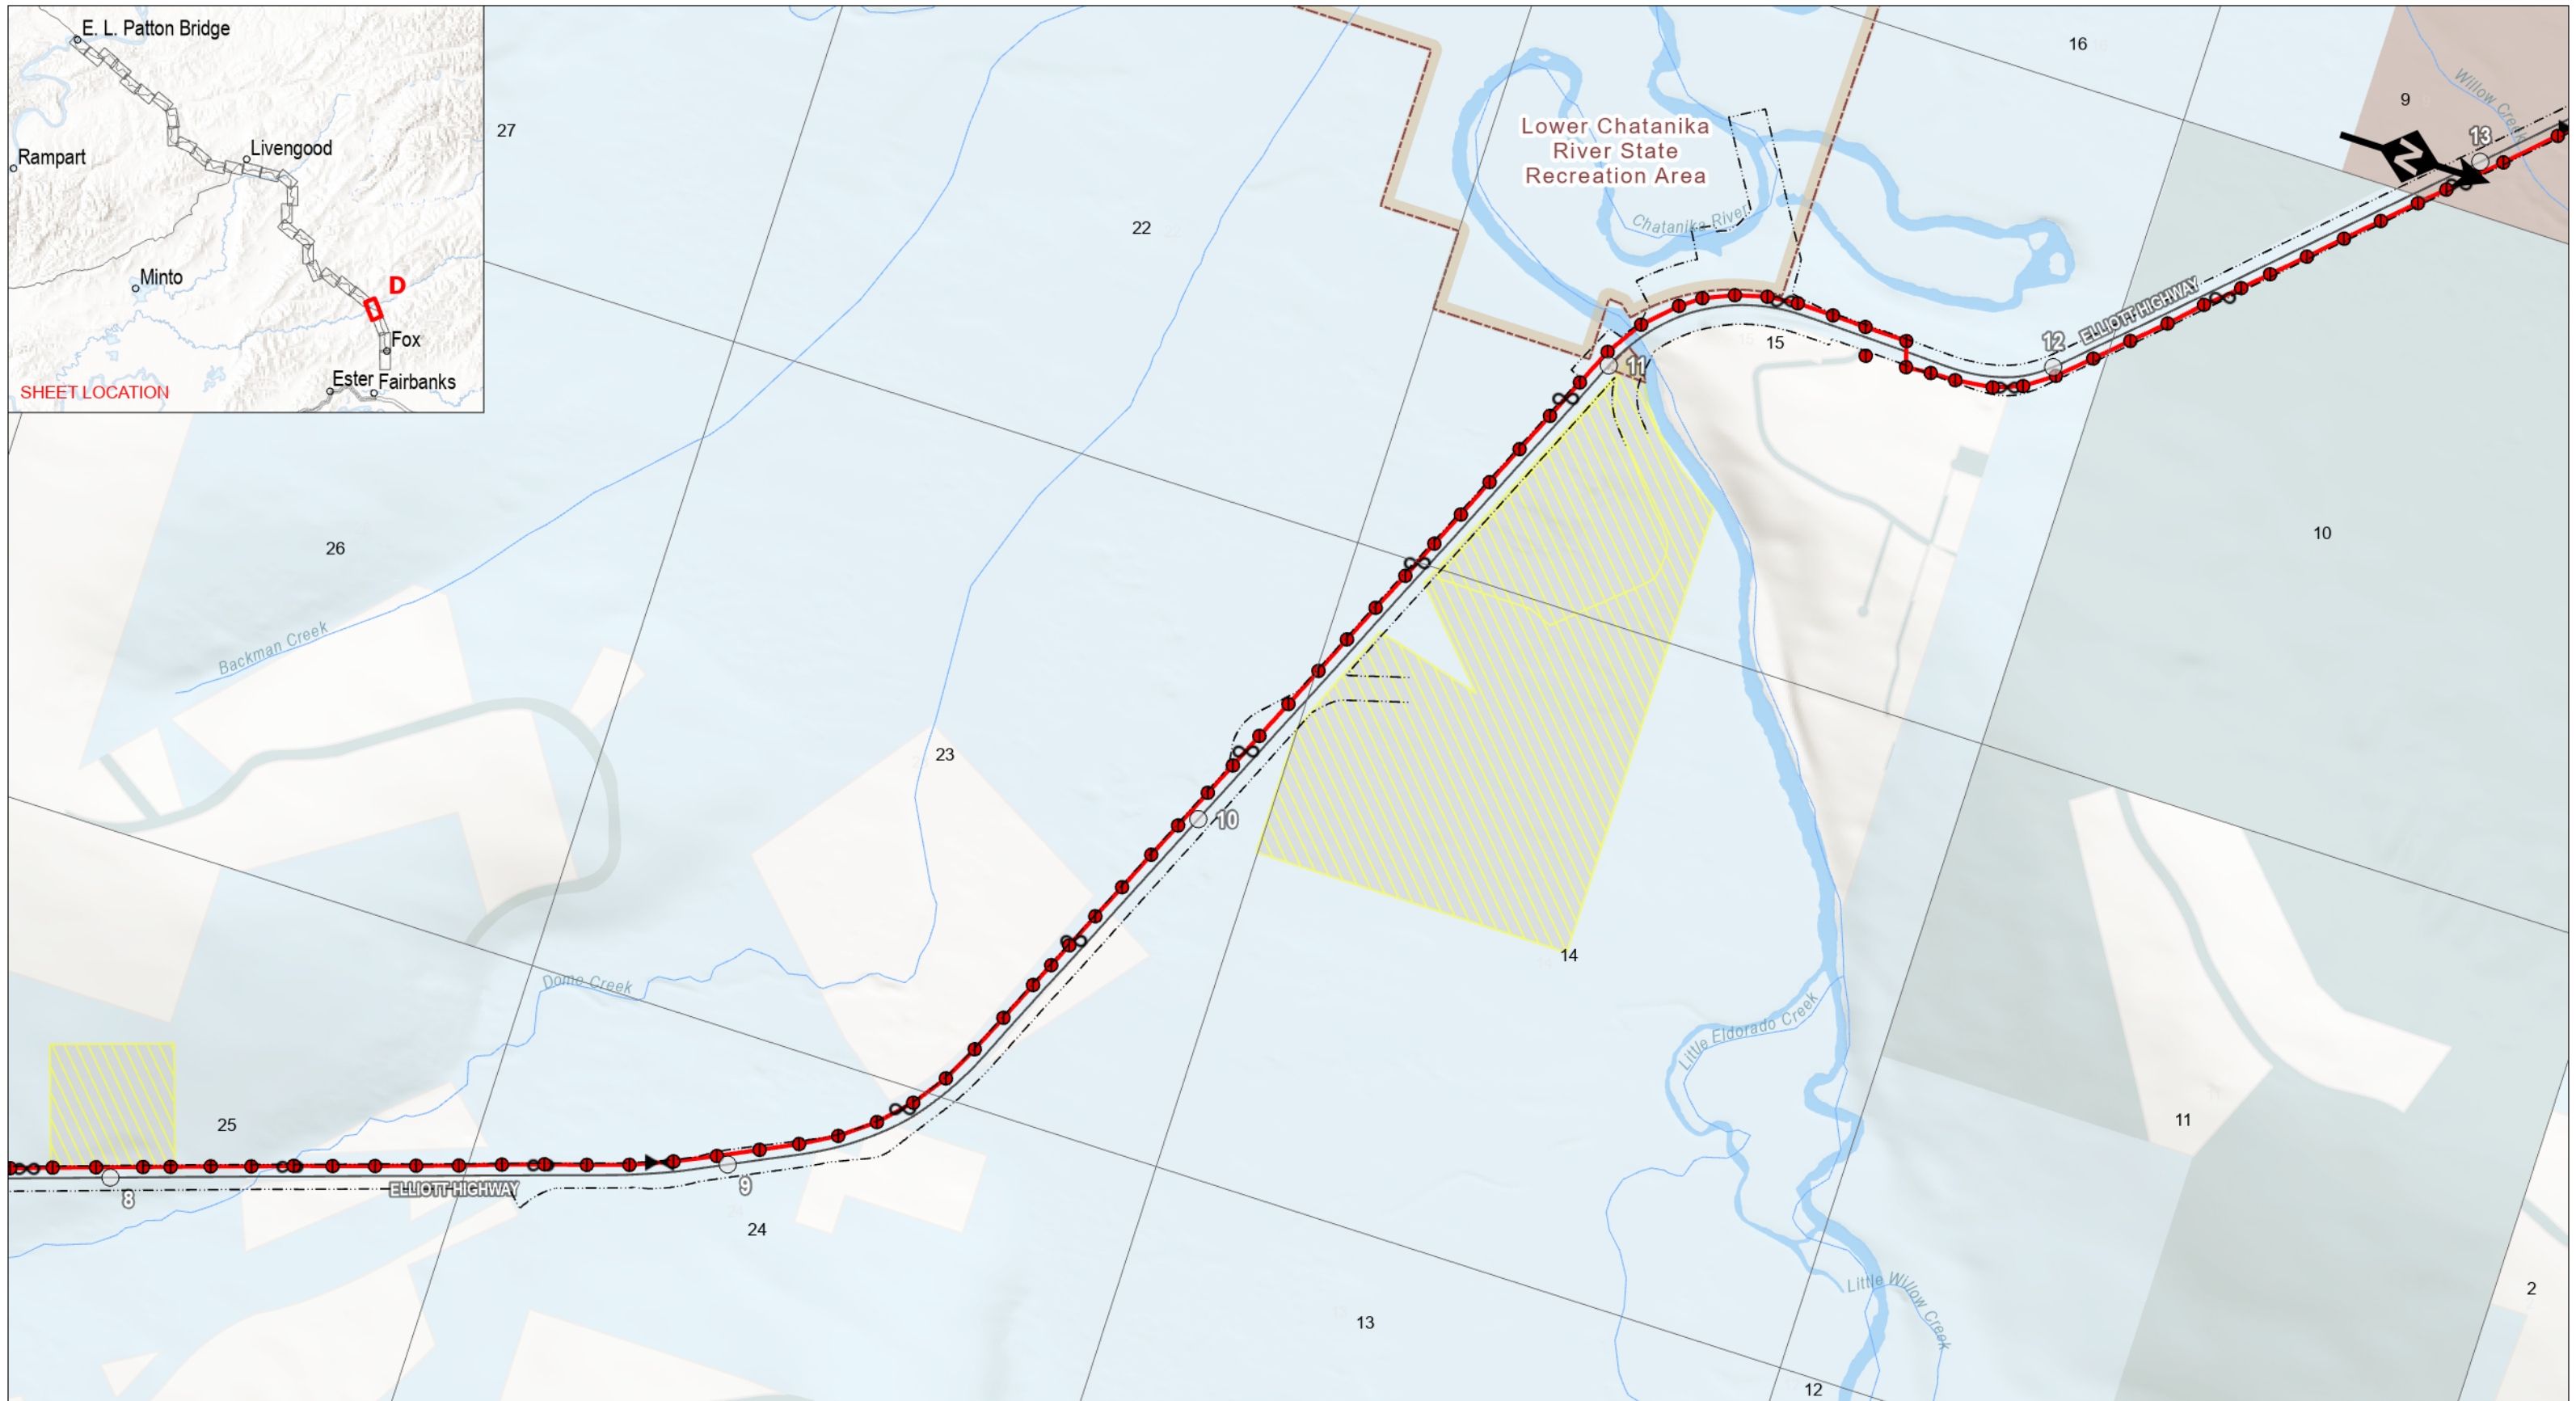 E. L. Patton Bridge
Rampart
Livengood
Minto
D
Fox
Ester
Fairbanks
SHEET LOCATION
27
16
9
Willow Creek
13
N
Lower Chatanika
River State
Recreation Area
Chatanika River
22
ELLIOTT HIGHWAY
12
15
11
10
26
Backman Creek
23
10
14
Dome Creek
Little Eldorado Creek
25
11
8
ELLIOTT HIGHWAY
9
24
Little Willow Creek
2
13
12